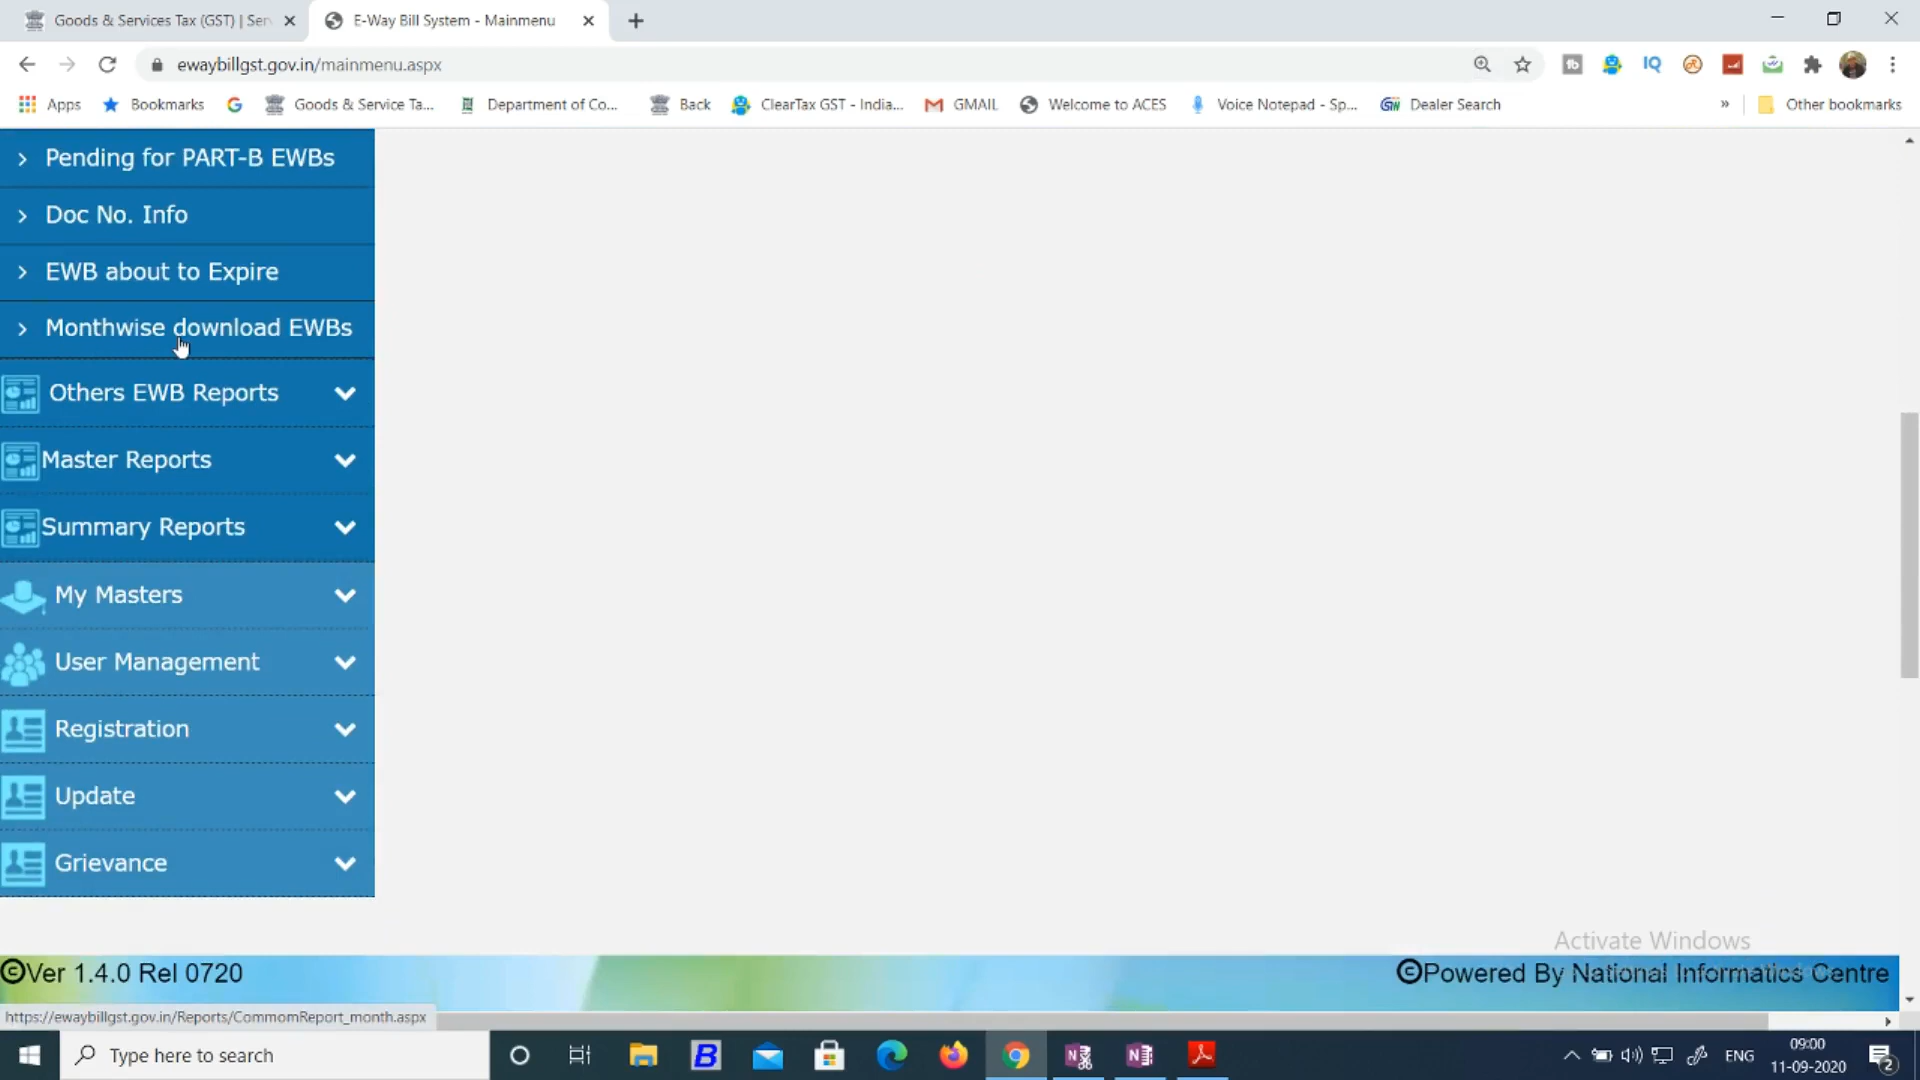 Goods & Services Tax (GST) | Ser
E-Way Bill System - Mainmenu
ewaybillgst.gov.in/mainmenu.aspx
Apps
Bookmarks
Goods & Service Ta...
Department of Co...
Back
ClearTax GST - India...
GMAIL
Welcome to ACES
Voice Notepad - Sp...
Dealer Search
»
Other bookmarks
Pending for PART-B EWBs
Doc No. Info
EWB about to Expire
Monthwise download EWBs
Others EWB Reports
Master Reports
Summary Reports
My Masters
User Management
Registration
Update
Grievance
Activate Windows
©Ver 1.4.0 Rel 0720
©Powered By National Informatics Centre
https://ewaybillgst.gov.in/Reports/CommomReport_month.aspx
Type here to search
ENG
09:00
11-09-2020
2